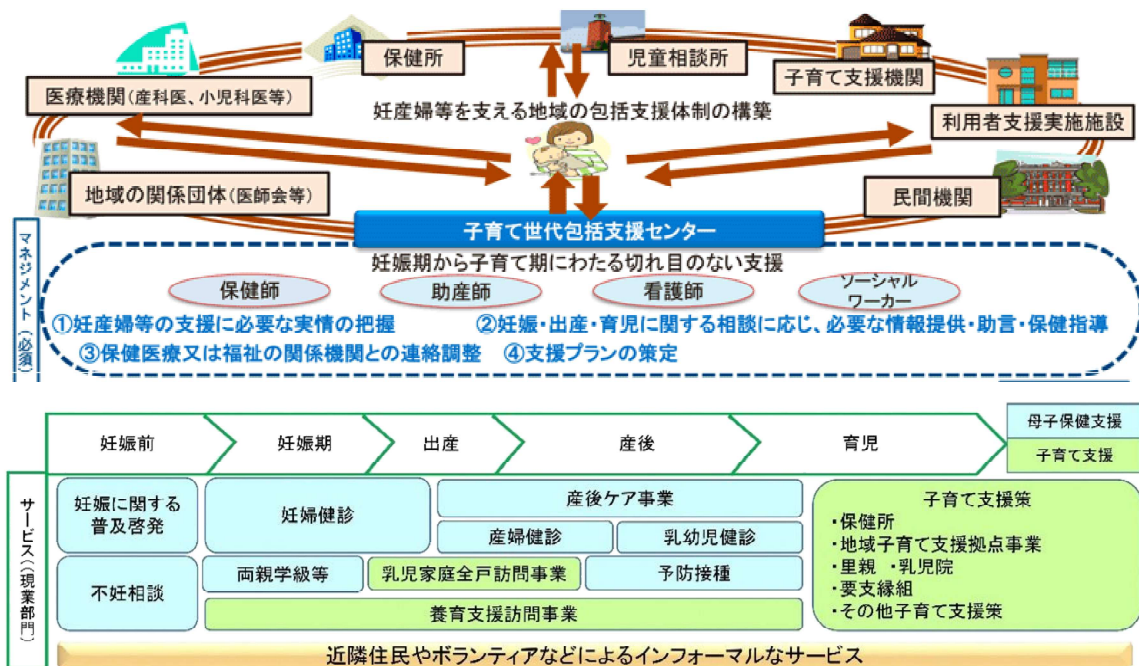 保健所
児童相談所
子育て支援機関
医療機関(産科医、小児科医等)
妊産婦等を支える地域の包括支援体制の構築
利用者支援実施施設
地域の関係団体(医師会等)
民間機関
子育て世代包括支援センター
マネジメント(必須)
妊娠期から子育て期にわたる切れ目のない支援
保健師
助産師
看護師
ソーシャル
ワーカー
①妊産婦等の支援に必要な実情の把握
②妊娠・出産・育児に関する相談に応じ、必要な情報提供・助言・保健指導
③保健医療又は福祉の関係機関との連絡調整
④支援プランの策定
妊娠前
妊娠期
出産
産後
育児
母子保健支援
子育て支援
サービス((現業部門)
妊娠に関する
普及啓発
妊婦健診
産後ケア事業
産婦健診
乳幼児健診
不妊相談
両親学級等
乳児家庭全戸訪問事業
予防接種
養育支援訪問事業
子育て支援策
・保健所
・地域子育て支援拠点事業
・里親 ・乳児院
・要支縁組
・その他子育て支援策
近隣住民やボランティアなどによるインフォーマルなサービス